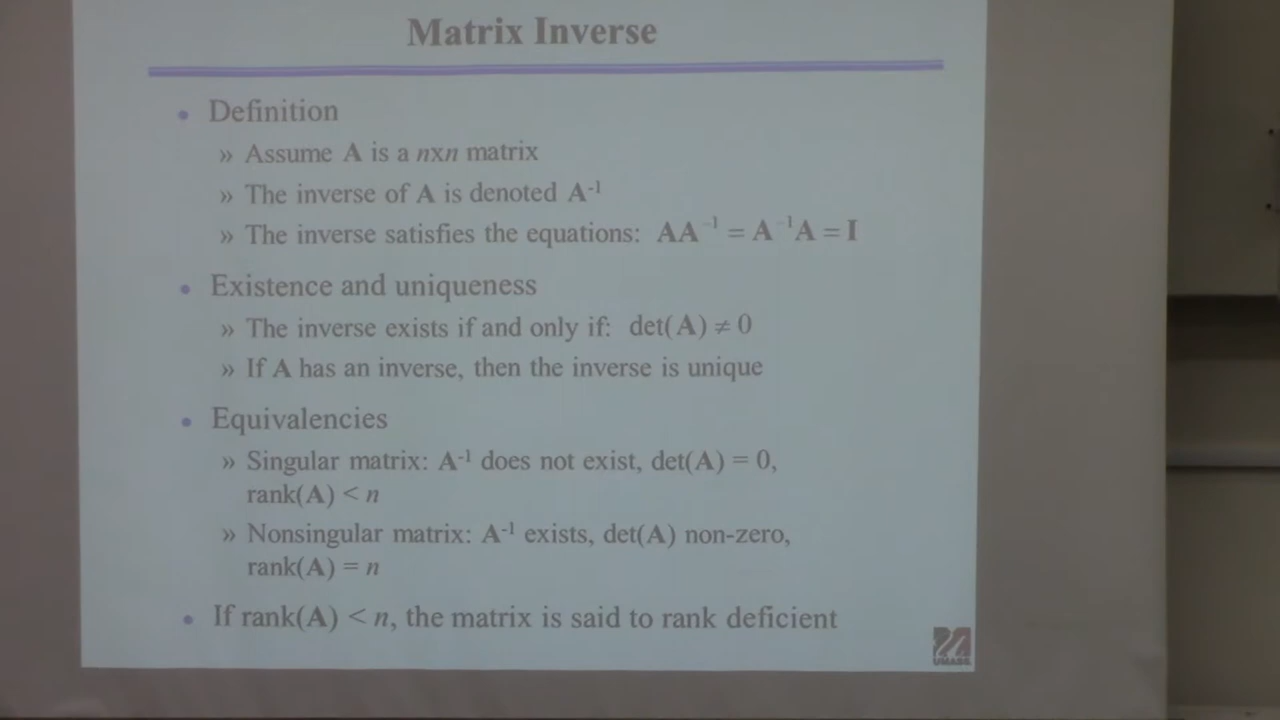 Matrix Inverse
• Definition
» Assume A is a nxn matrix
» The inverse of A is denoted A⁻¹
» The inverse satisfies the equations: AA⁻¹ = A⁻¹A = I
• Existence and uniqueness
» The inverse exists if and only if: det(A) ≠ 0
» If A has an inverse, then the inverse is unique
• Equivalencies
» Singular matrix: A⁻¹ does not exist, det(A) = 0,
rank(A) < n
» Nonsingular matrix: A⁻¹ exists, det(A) non-zero,
rank(A) = n
• If rank(A) < n, the matrix is said to rank deficient
UMASS